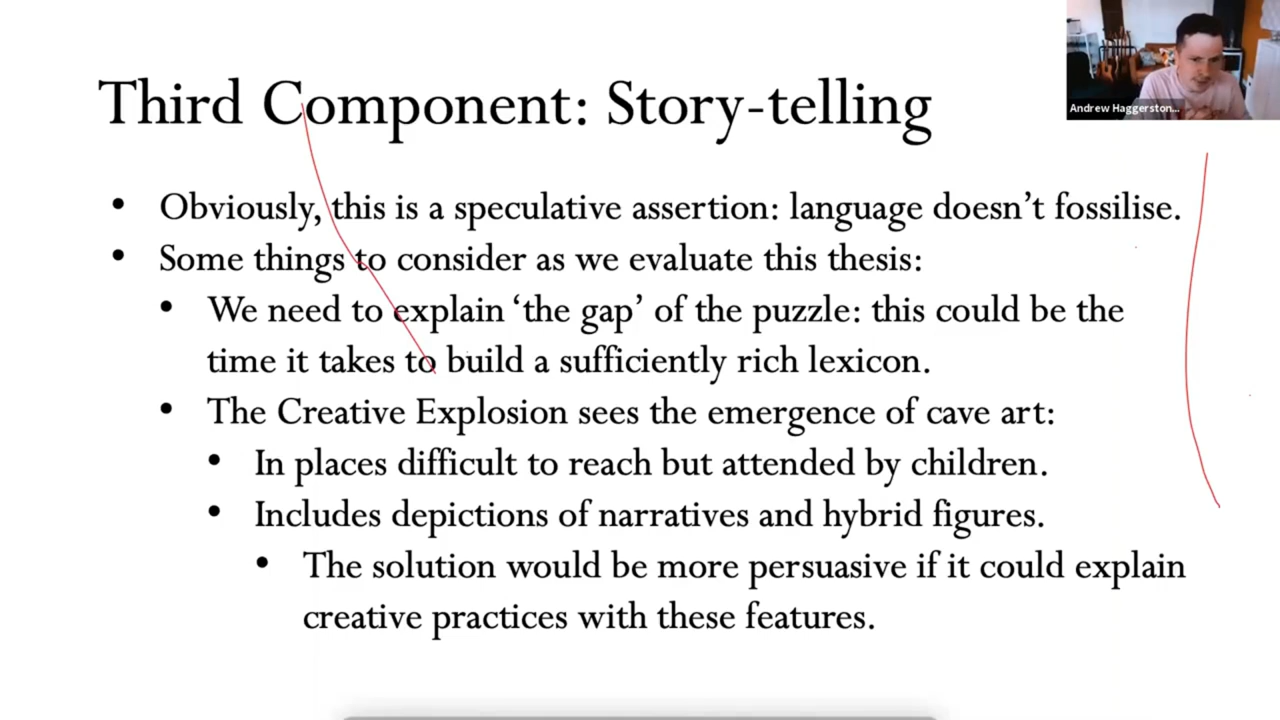 Third Component: Story-telling
Andrew Haggerston...
• Obviously, this is a speculative assertion: language doesn’t fossilise.
• Some things to consider as we evaluate this thesis:
• We need to explain ‘the gap’ of the puzzle: this could be the
time it takes to build a sufficiently rich lexicon.
• The Creative Explosion sees the emergence of cave art:
• In places difficult to reach but attended by children.
• Includes depictions of narratives and hybrid figures.
• The solution would be more persuasive if it could explain
creative practices with these features.